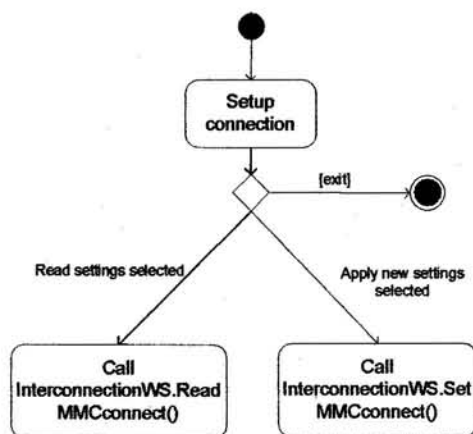 Setup
connection
[exit]
Read settings selected
Apply new settings
selected
Call
InterconnectionWS.Read
MMCconnect()
Call
InterconnectionWS.Set
MMCconnect()